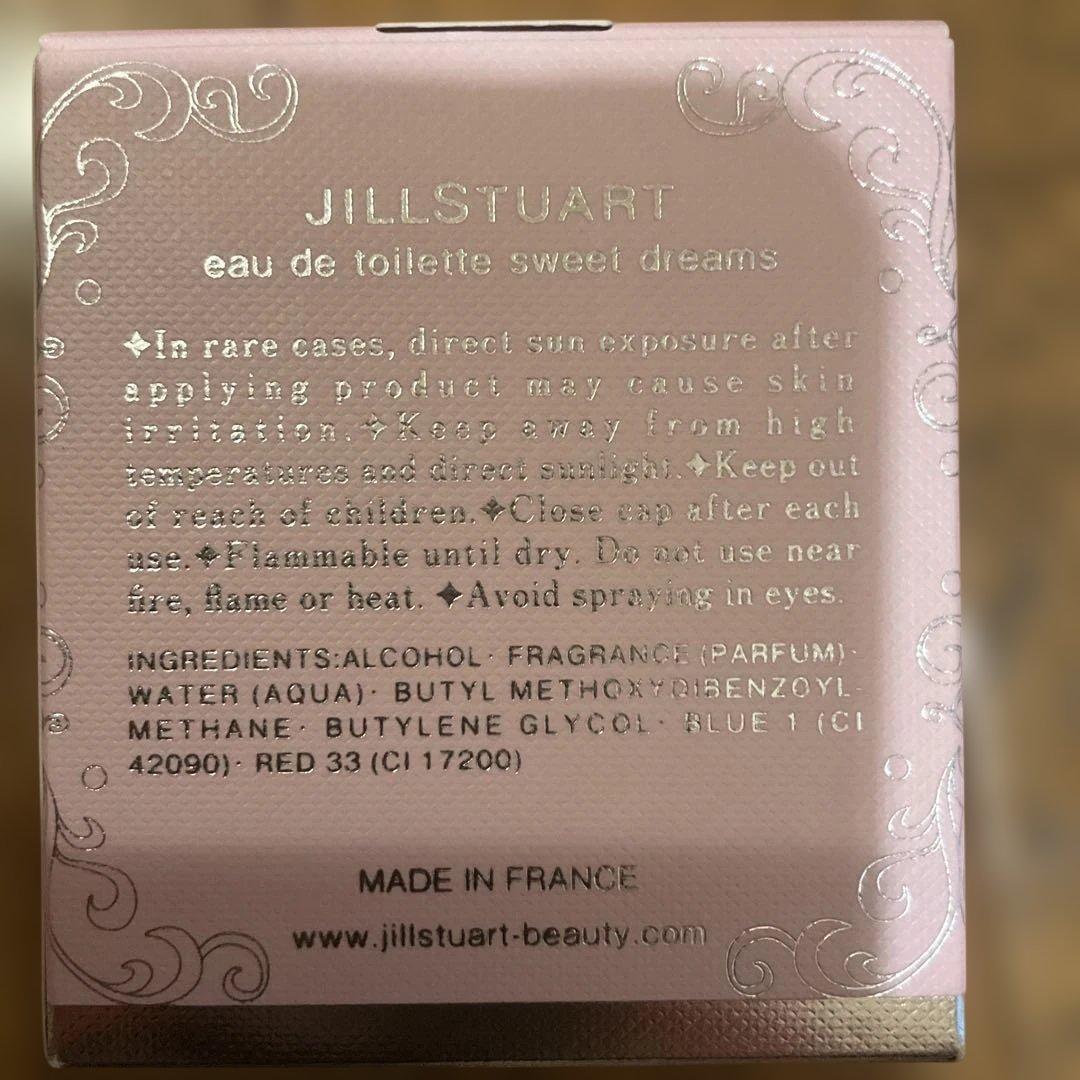 JILLSTUART
eau de toilette sweet dreams
✦In rare cases, direct sun exposure after
applying product may cause skin
irritation.✦Keep away from high
temperatures and direct sunlight.✦Keep out
of reach of children.✦Close cap after each
use.✦Flammable until dry. Do not use near
fire, flame or heat. ✦Avoid spraying in eyes.
INGREDIENTS:ALCOHOL· FRAGRANCE (PARFUM)·
WATER (AQUA)· BUTYL METHOXYDIBENZOYL-
METHANE· BUTYLENE GLYCOL· BLUE 1 (CI
42090)· RED 33 (CI 17200)
MADE IN FRANCE
www.jillstuart-beauty.com